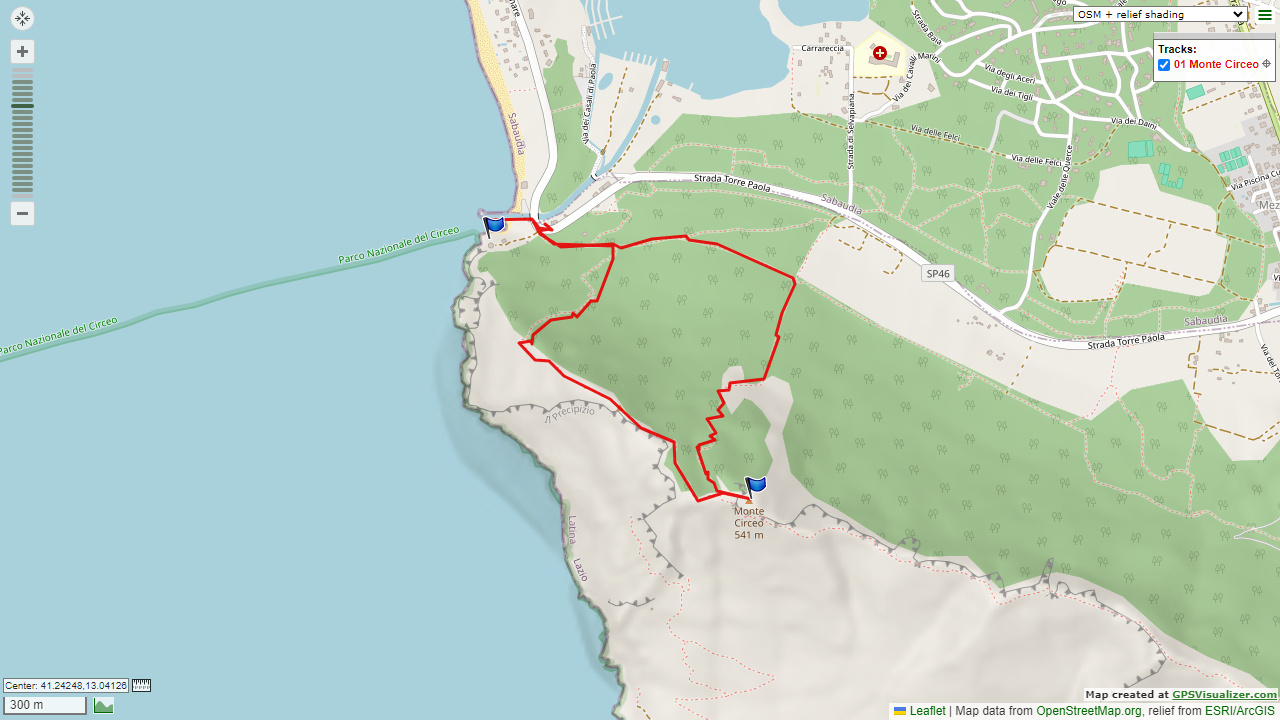 OSM + relief shading
Tracks:
01 Monte Circeo
Carrareccia
Strada Baia
Marini
Via dei Canali
Via degli Aceri
Via dei Tigli
Via dei Daini
Via delle Felci
Via delle Felci
Viale delle Querce
Via Piscina Cu
Mez
Strada di Selvapiana
Via dei Casali di Paola
mare
Sabaudia
Strada Torre Paola
Sabaudia
Parco Nazionale del Circeo
Parco Nazionale del Circeo
SP46
Sabaudia
Strada Torre Paola
Via del To
Il Precipizio
Monte
Circeo
541 m
Latina
Lazio
Center: 41.24248,13.04126
300 m
Map created at GPSVisualizer.com
Leaflet | Map data from OpenStreetMap.org, relief from ESRI/ArcGIS